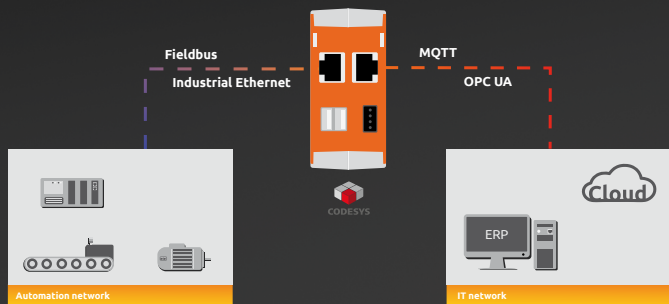 Fieldbus
Industrial Ethernet
MQTT
OPC UA
CODESYS
Cloud
ERP
Automation network
IT network